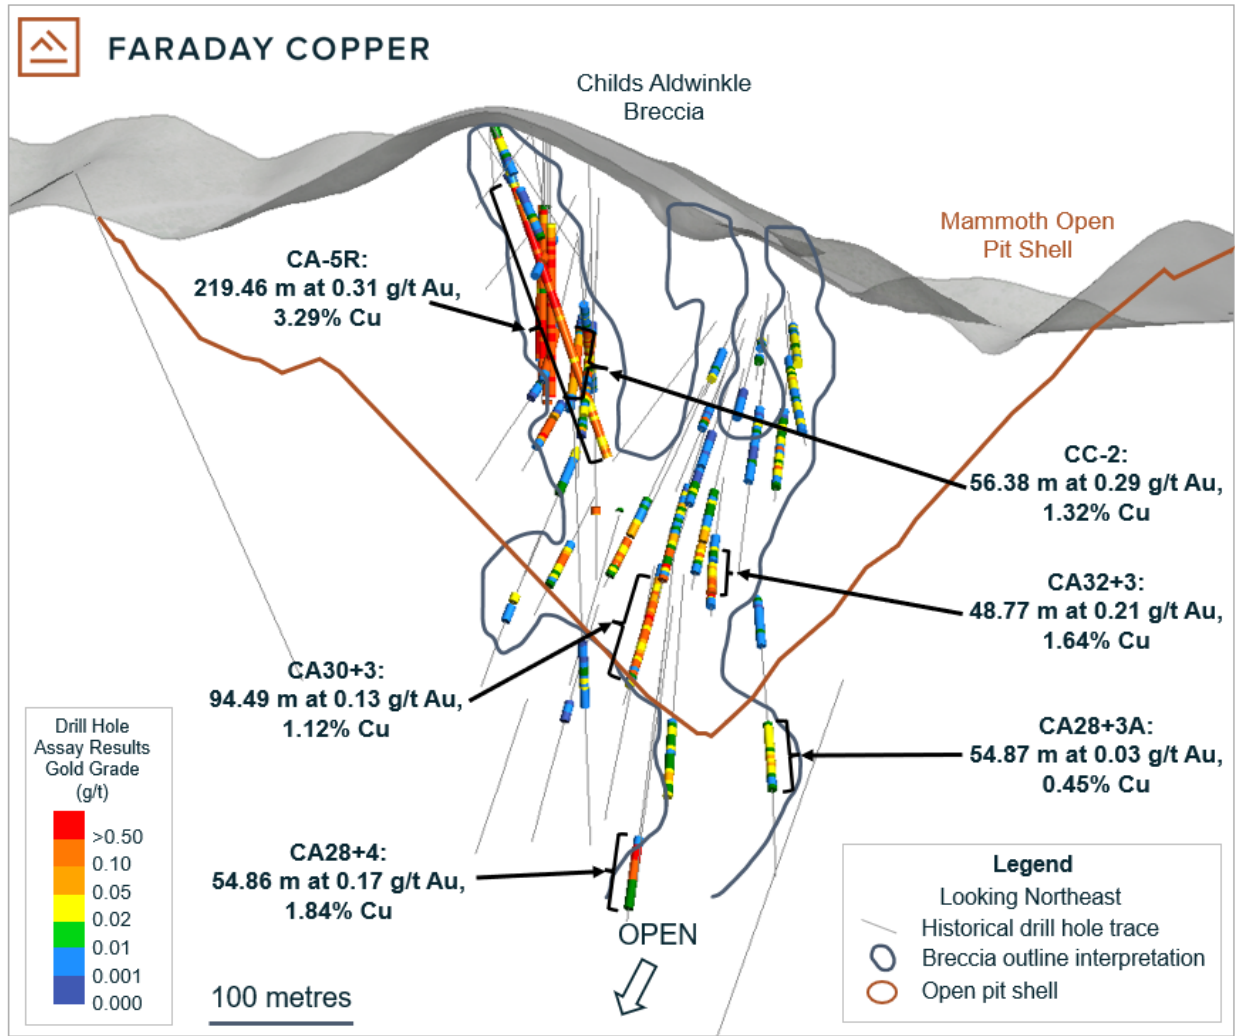 FARADAY COPPER
Childs Aldwinkle
Breccia
Mammoth Open
Pit Shell
CA-5R:
219.46 m at 0.31 g/t Au,
3.29% Cu
CC-2:
56.38 m at 0.29 g/t Au,
1.32% Cu
CA32+3:
48.77 m at 0.21 g/t Au,
1.64% Cu
CA30+3:
94.49 m at 0.13 g/t Au,
1.12% Cu
CA28+3A:
54.87 m at 0.03 g/t Au,
0.45% Cu
CA28+4:
54.86 m at 0.17 g/t Au,
1.84% Cu
OPEN
Drill Hole
Assay Results
Gold Grade
(g/t)
>0.50
0.10
0.05
0.02
0.01
0.001
0.000
100 metres
Legend
Looking Northeast
Historical drill hole trace
Breccia outline interpretation
Open pit shell